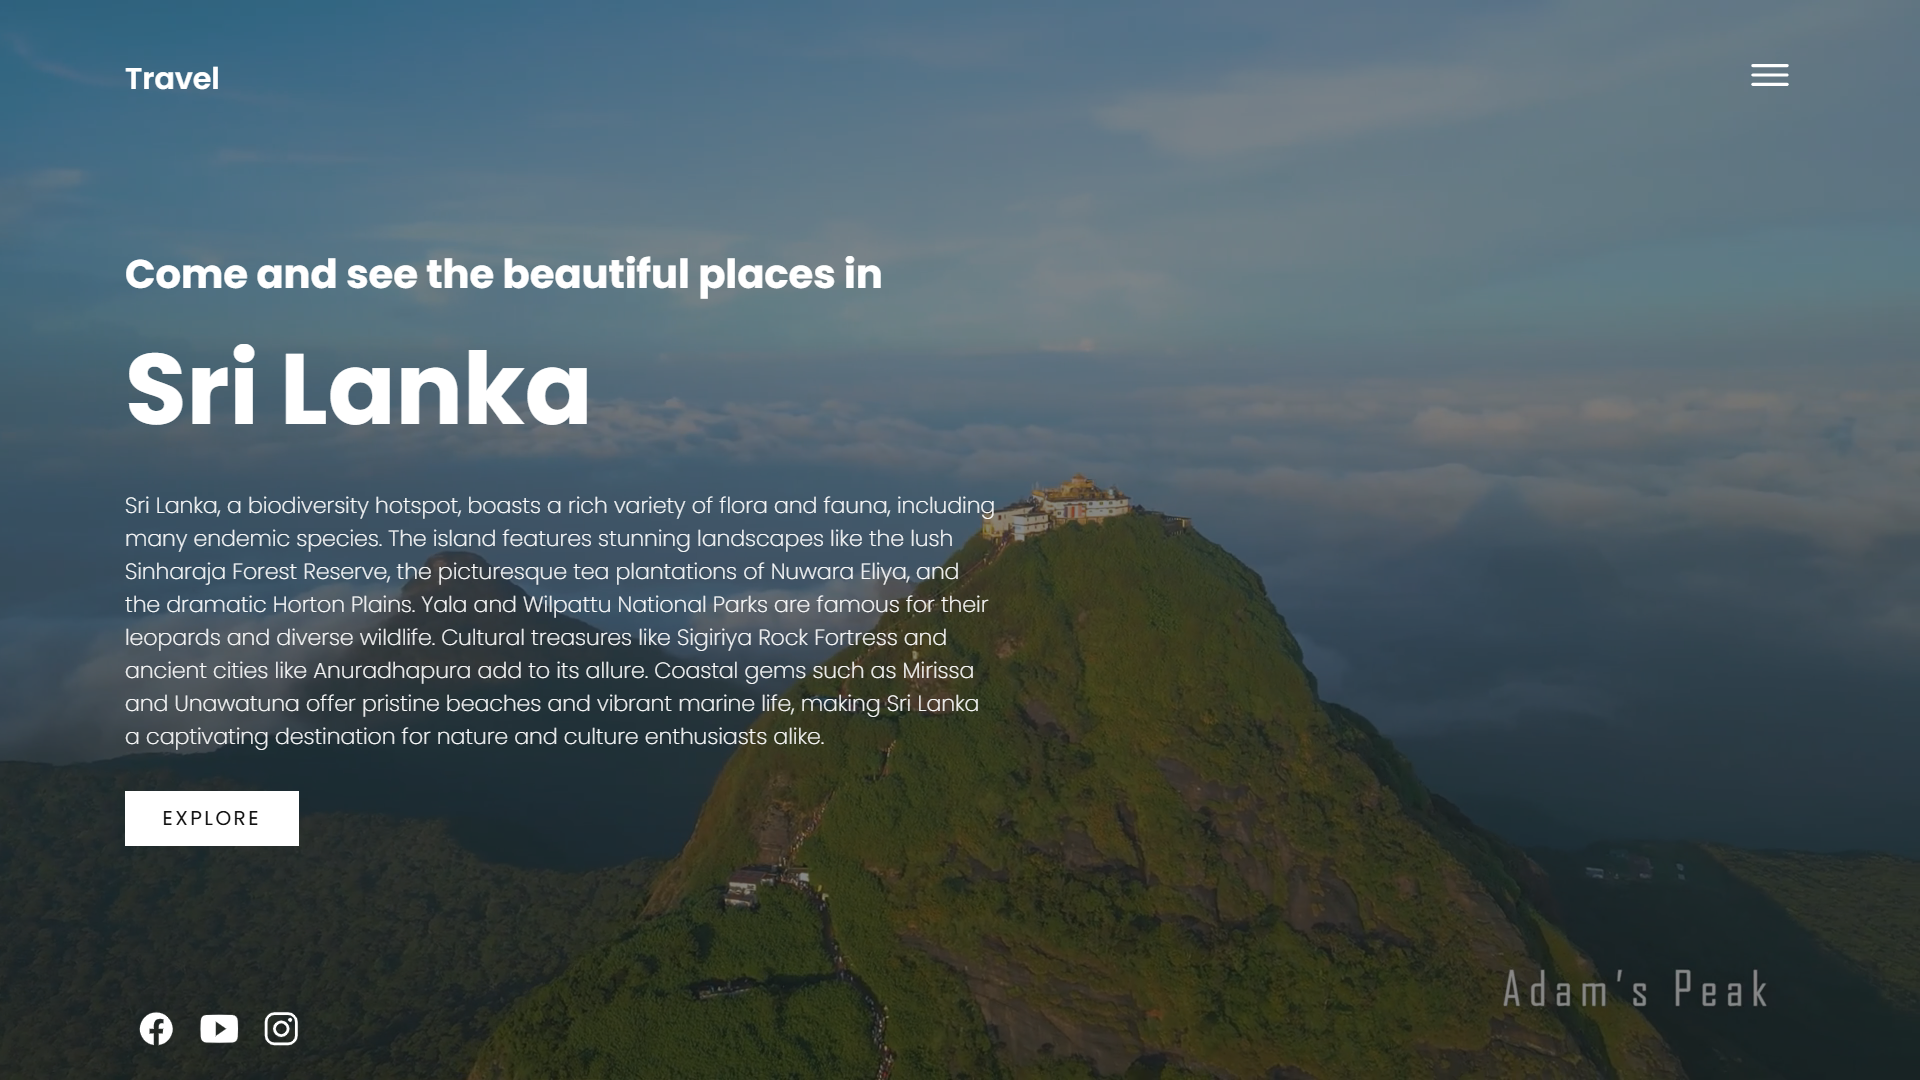 Travel
Come and see the beautiful places in
Sri Lanka
Sri Lanka, a biodiversity hotspot, boasts a rich variety of flora and fauna, including
many endemic species. The island features stunning landscapes like the lush
Sinharaja Forest Reserve, the picturesque tea plantations of Nuwara Eliya, and
the dramatic Horton Plains. Yala and Wilpattu National Parks are famous for their
leopards and diverse wildlife. Cultural treasures like Sigiriya Rock Fortress and
ancient cities like Anuradhapura add to its allure. Coastal gems such as Mirissa
and Unawatuna offer pristine beaches and vibrant marine life, making Sri Lanka
a captivating destination for nature and culture enthusiasts alike.
EXPLORE
Adam's Peak